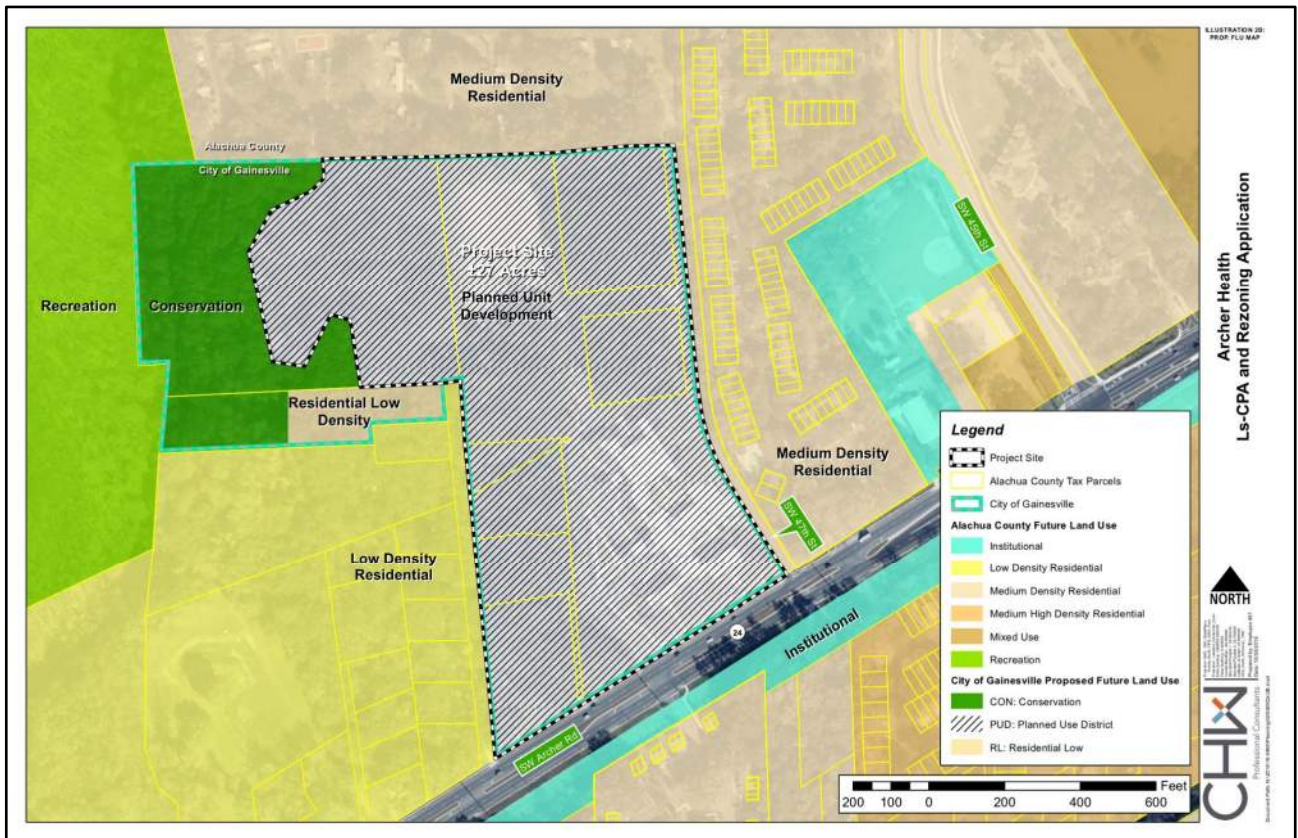 ILLUSTRATION 2B:
PROP. FLU MAP
Medium Density
Residential
Alachua County
City of Gainesville
SW 45th St
Project Site
±27 Acres
Planned Unit
Development
Recreation
Conservation
Residential Low
Density
Medium Density
Residential
SW 47th St
Low Density
Residential
24
Institutional
SW Archer Rd
Legend
Project Site
Alachua County Tax Parcels
City of Gainesville
Alachua County Future Land Use
Institutional
Low Density Residential
Medium Density Residential
Medium High Density Residential
Mixed Use
Recreation
City of Gainesville Proposed Future Land Use
CON: Conservation
PUD: Planned Use District
RL: Residential Low
Feet
200 100 0 200 400 600
Archer Health
Ls-CPA and Rezoning Application
NORTH
CHW
Professional Consultants